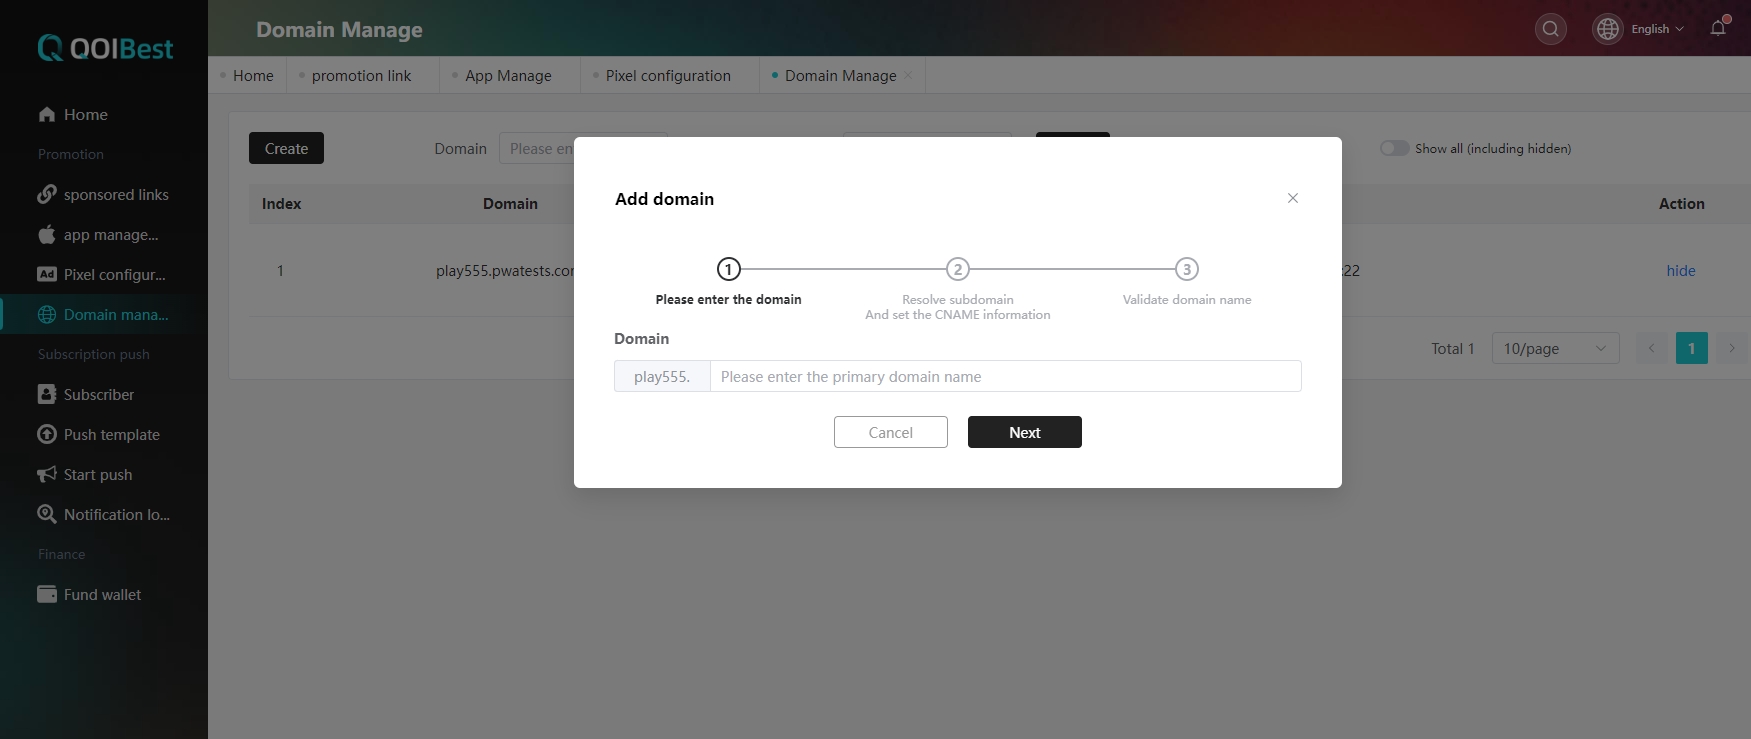 QOIBest
Domain Manage
English
Home
promotion link
App Manage
Pixel configuration
Domain Manage
Home
Promotion
sponsored links
app manage...
Pixel configur...
Domain mana...
Subscription push
Subscriber
Push template
Start push
Notification lo...
Finance
Fund wallet
Create
Domain
Please en
Show all (including hidden)
Index
Domain
Action
1
play555.pwatests.co
:22
hide
Total 1
10/page
1
Add domain
1
2
3
Please enter the domain
Resolve subdomain
And set the CNAME information
Validate domain name
Domain
play555.
Please enter the primary domain name
Cancel
Next